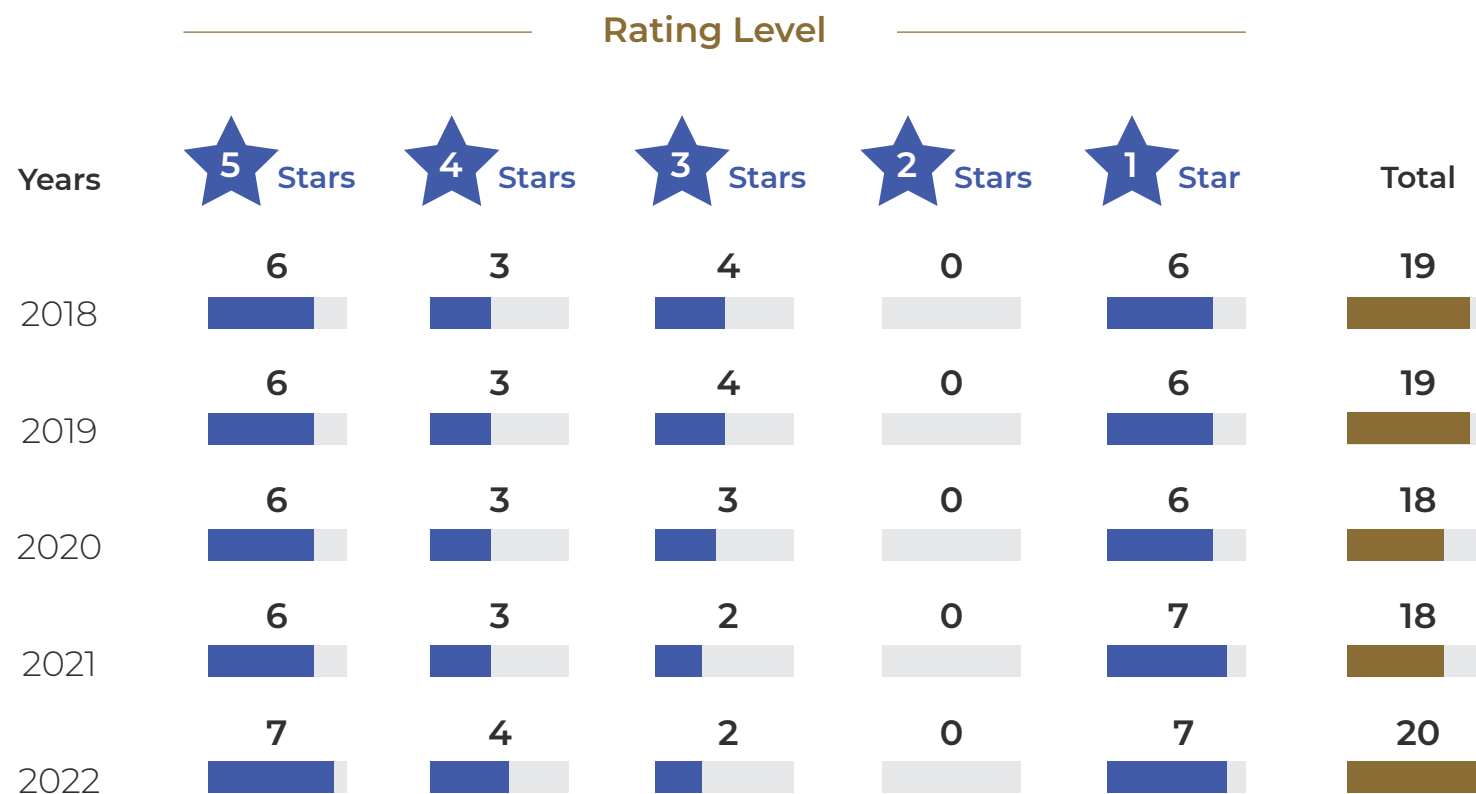 Rating Level
Years 5 Stars 4 Stars 3 Stars 2 Stars 1 Star Total
6 3 4 0 6 19
2018
6 3 4 0 6 19
2019
6 3 3 0 6 18
2020
6 3 2 0 7 18
2021
7 4 2 0 7 20
2022